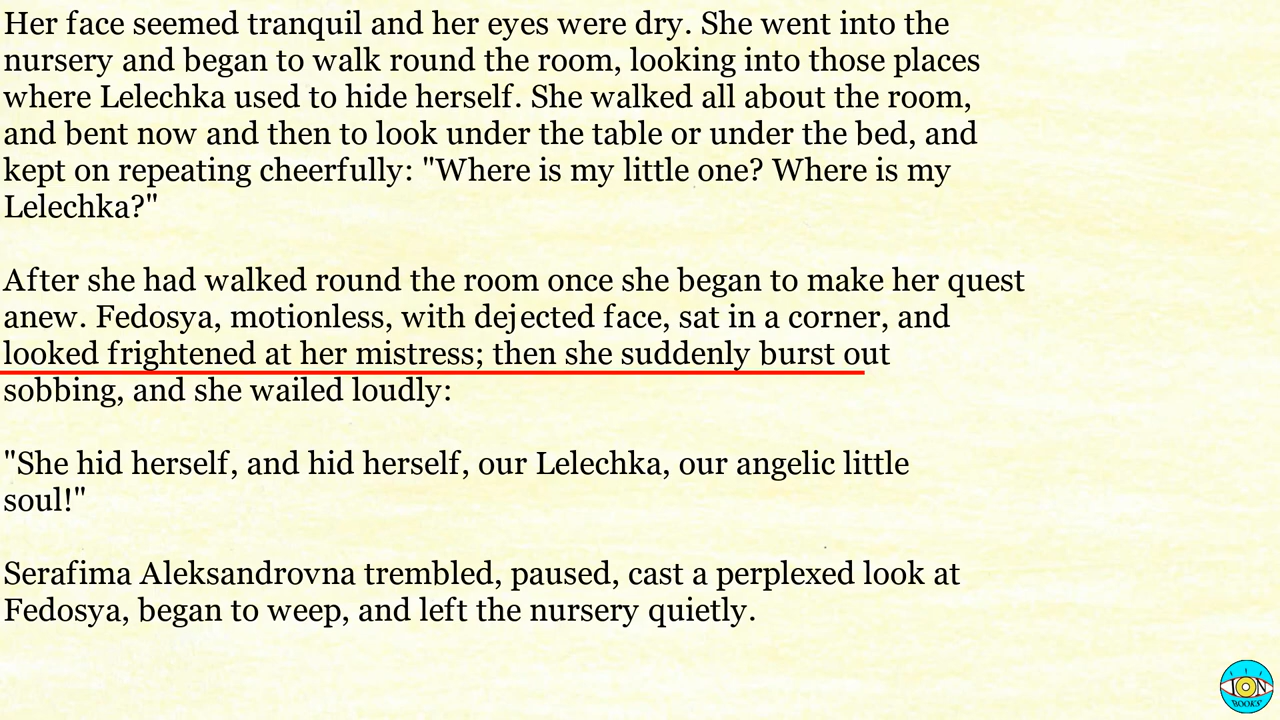 Her face seemed tranquil and her eyes were dry. She went into the
nursery and began to walk round the room, looking into those places
where Lelechka used to hide herself. She walked all about the room,
and bent now and then to look under the table or under the bed, and
kept on repeating cheerfully: "Where is my little one? Where is my
Lelechka?"
After she had walked round the room once she began to make her quest
anew. Fedosya, motionless, with dejected face, sat in a corner, and
looked frightened at her mistress; then she suddenly burst out
sobbing, and she wailed loudly:
"She hid herself, and hid herself, our Lelechka, our angelic little
soul!"
Serafima Aleksandrovna trembled, paused, cast a perplexed look at
Fedosya, began to weep, and left the nursery quietly.
ION
BOOKS